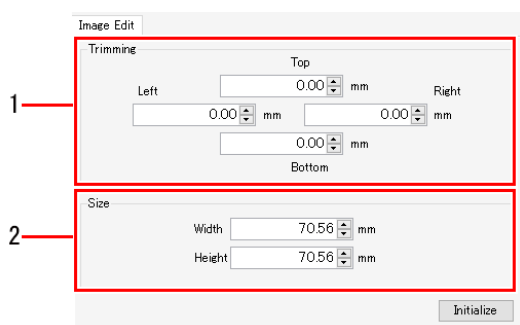 Image Edit
Trimming
Top
0.00 mm
Left Right
0.00 mm 0.00 mm
0.00 mm
Bottom
1
Size
Width 70.56 mm
Height 70.56 mm
2
Initialize